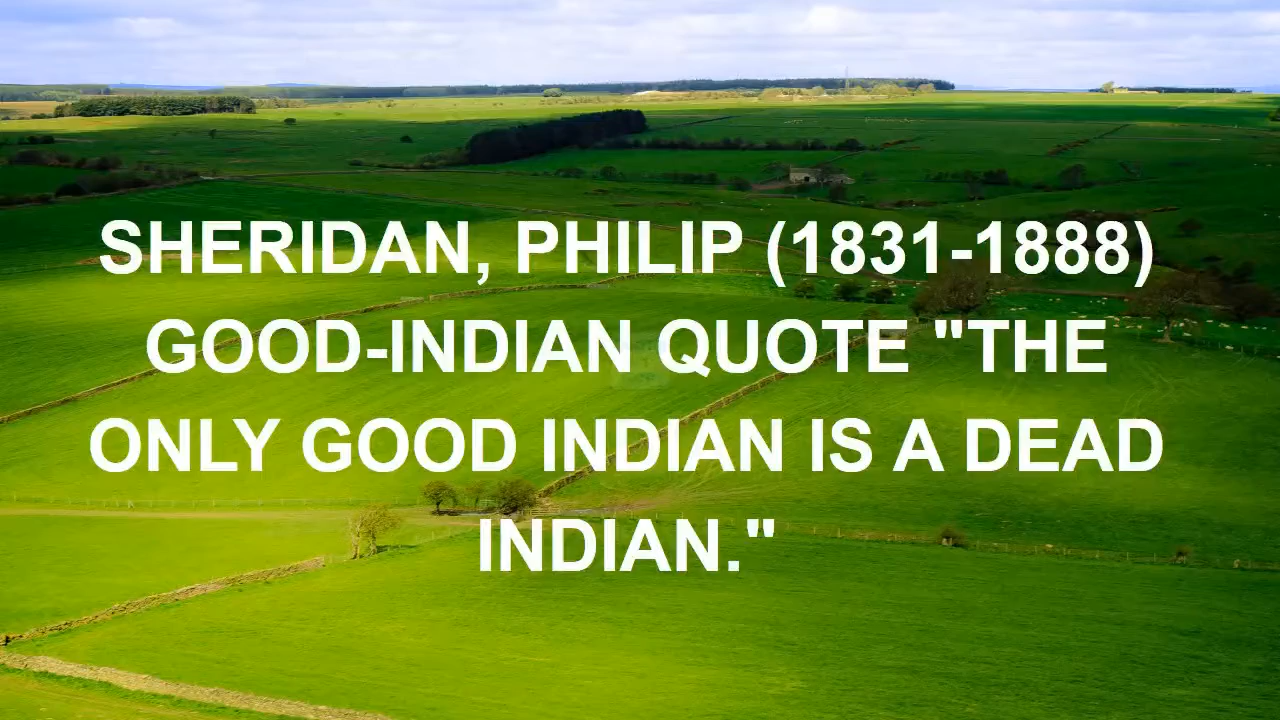 SHERIDAN, PHILIP (1831-1888)
GOOD-INDIAN QUOTE "THE
ONLY GOOD INDIAN IS A DEAD
INDIAN."